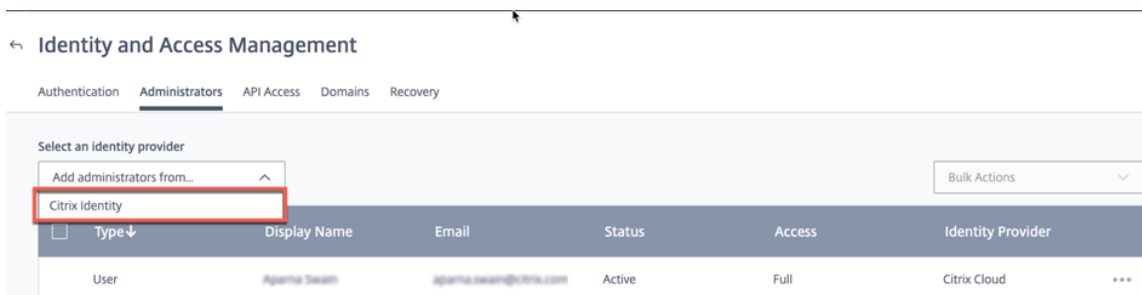 Identity and Access Management
Authentication Administrators API Access Domains Recovery
Select an identity provider
Add administrators from...
Bulk Actions
Citrix Identity
Type Display Name Email Status Access Identity Provider
User Active Full Citrix Cloud